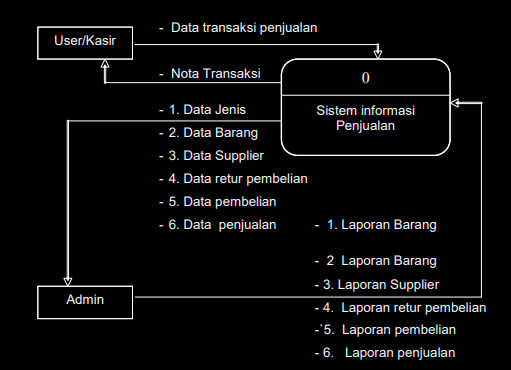 - Data transaksi penjualan
User/Kasir
- Nota Transaksi
0
Sistem informasi
Penjualan
- 1. Data Jenis
- 2. Data Barang
- 3. Data Supplier
- 4. Data retur pembelian
- 5. Data pembelian
- 6. Data penjualan
- 1. Laporan Barang
- 2 Laporan Barang
- 3. Laporan Supplier
- 4. Laporan retur pembelian
-`5. Laporan pembelian
- 6. Laporan penjualan
Admin